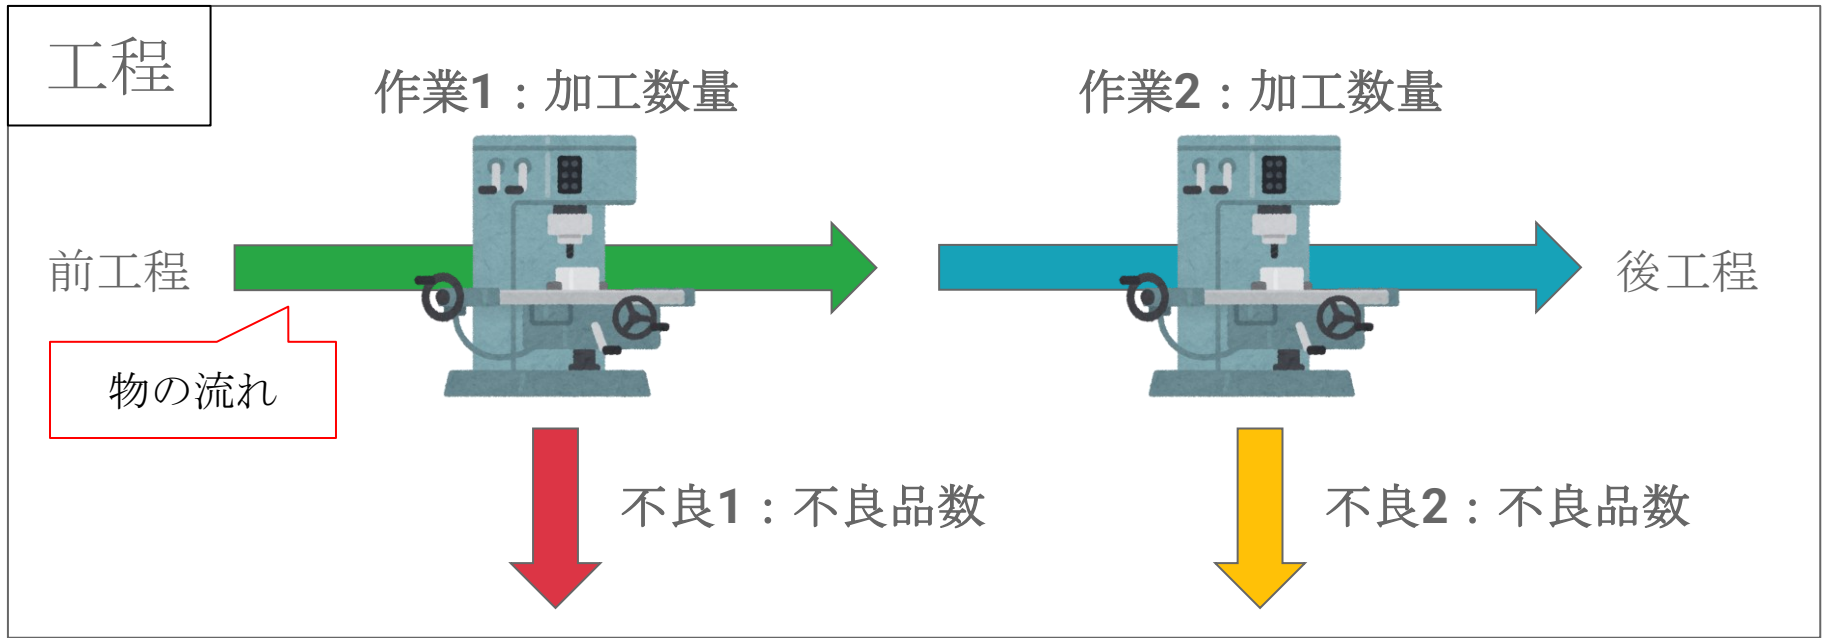 工程
作業1：加工数量
作業2：加工数量
前工程
後工程
物の流れ
不良1：不良品数
不良2：不良品数